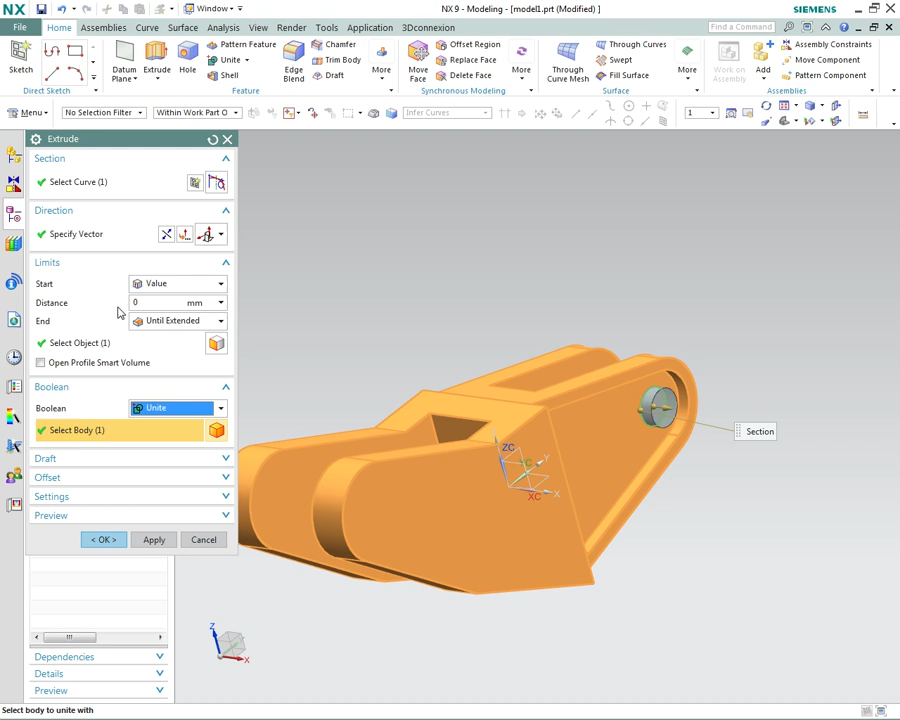 NX Window NX 9 - Modeling - [model1.prt (Modified) ] SIEMENS
File Home Assemblies Curve Surface Analysis View Render Tools Application 3Dconnexion Find a Command
Sketch
Direct Sketch
Datum Plane
Extrude
Hole
Pattern Feature
Unite
Shell
Edge Blend
Chamfer
Trim Body
Draft
More
Feature
Move Face
Offset Region
Replace Face
Delete Face
More
Synchronous Modeling
Through Curve Mesh
Through Curves
Swept
Fill Surface
More
Surface
Work on Assembly
Add
Assembly Constraints
Move Component
Pattern Component
Assemblies
Menu No Selection Filter Within Work Part O Infer Curves 1
Extrude
Section
Select Curve (1)
Direction
Specify Vector
Limits
Start Value
Distance 0 mm
End Until Extended
Select Object (1)
Open Profile Smart Volume
Boolean
Boolean Unite
Select Body (1)
Draft
Offset
Settings
Preview
< OK > Apply Cancel
Section
ZC
Y
XC X
Z
X
Dependencies
Details
Preview
Select body to unite with